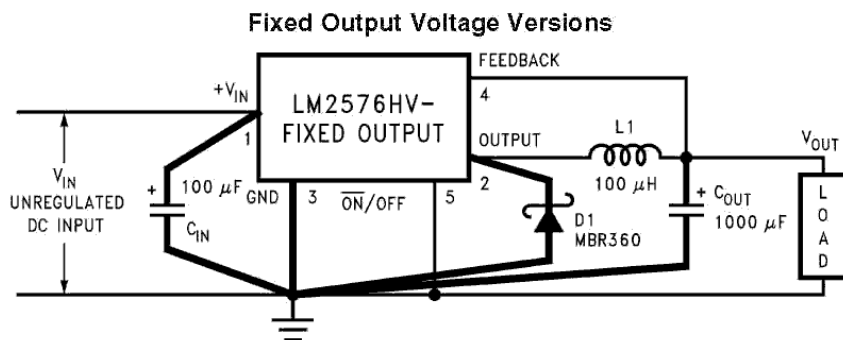 Fixed Output Voltage Versions
FEEDBACK
+VIN
LM2576HV-
FIXED OUTPUT
4
L1
OUTPUT
VOUT
1
VIN
UNREGULATED
DC INPUT
+
100 μF
CIN
GND
3
ON/OFF
5
2
100 μH
D1
MBR360
+
COUT
1000 μF
LOAD